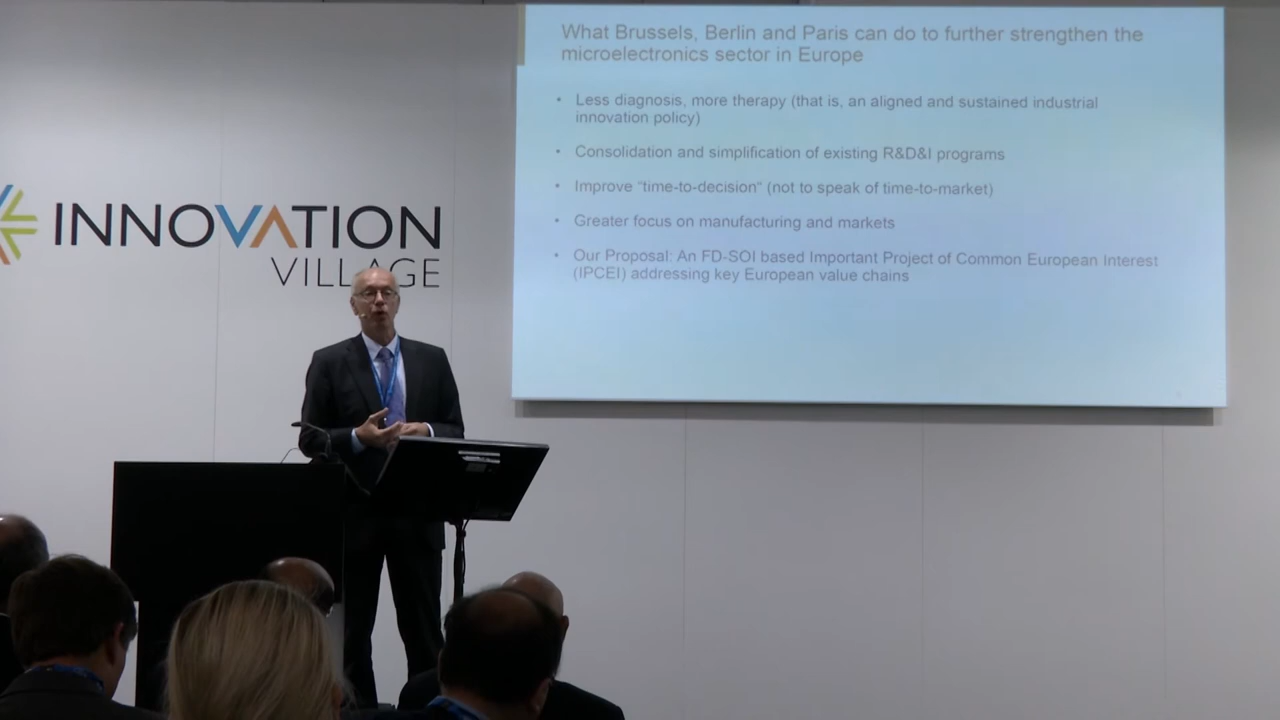 INNOVATION
VILLAGE
What Brussels, Berlin and Paris can do to further strengthen the
microelectronics sector in Europe
• Less diagnosis, more therapy (that is, an aligned and sustained industrial
innovation policy)
• Consolidation and simplification of existing R&D&I programs
• Improve "time-to-decision" (not to speak of time-to-market)
• Greater focus on manufacturing and markets
• Our Proposal: An FD-SOI based Important Project of Common European Interest
(IPCEI) addressing key European value chains